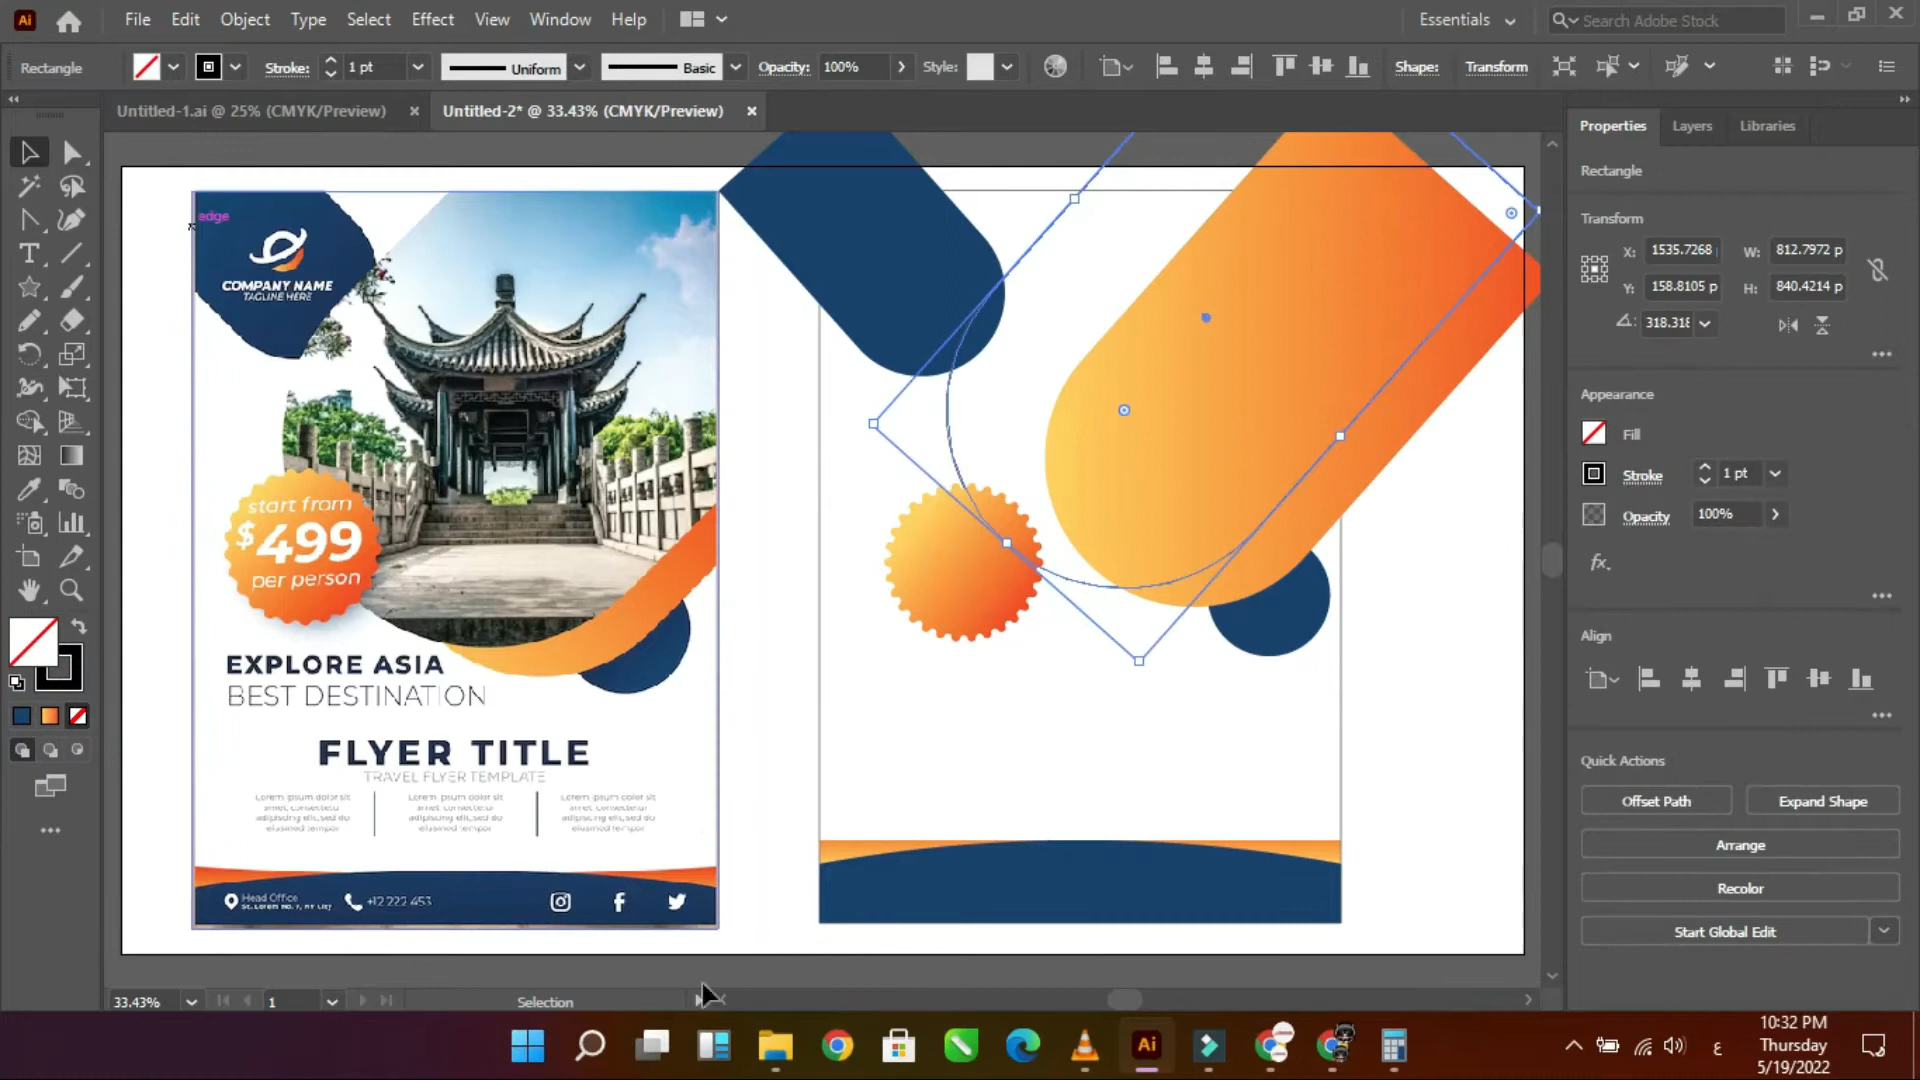 Ai File Edit Object Type Select Effect View Window Help Essentials Search Adobe Stock
Rectangle Stroke: 1 pt Uniform Basic Opacity: 100% Style: Shape: Transform
Untitled-1.ai @ 25% (CMYK/Preview) × Untitled-2* @ 33.43% (CMYK/Preview) ×
Properties Layers Libraries
Rectangle
Transform
X: 1535.7268 W: 812.7972 p
Y: 158.8105 p H: 840.4214 p
318.318
Appearance
Fill
Stroke 1 pt
Opacity 100%
fx.
Align
Quick Actions
Offset Path Expand Shape
Arrange
Recolor
Start Global Edit
edge
COMPANY NAME
TAGLINE HERE
start from
$499
per person
EXPLORE ASIA
BEST DESTINATION
FLYER TITLE
TRAVEL FLYER TEMPLATE
Lorem ipsum dolor sit
amet, consectetu
adipiscing elit, sed do
eiusmod tempor
Lorem ipsum dolor sit
amet, consectetur
adipiscing elit, sed do
eiusmod tempor
Lorem ipsum dolor sit
amet, consectetur
adipiscing elit, sed do
eiusmod tempor
Head Office
St. Lorem No. 7, NY City
+12 222 453
33.43% 1 Selection
Ai
ع
10:32 PM
Thursday
5/19/2022